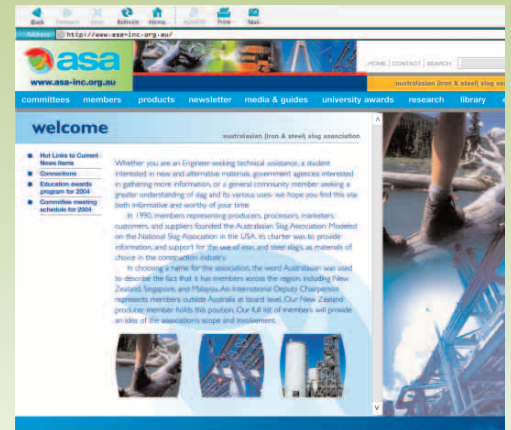 Back Forward Stop Refresh Home AutoFill Print Mail
Address http://www.asa-inc-org-au/
asa
www.asa-inc.org.au
HOME | CONTACT | SEARCH
australasian (iron & steel) slag ass
committees members products newsletter media & guides university awards research library
welcome
australasian (iron & steel) slag association
Hot Links to Current
News Items
Connections
Education awards
program for 2004
Committee meeting
schedule for 2004
Whether you are an Engineer seeking technical assistance, a student
interested in new and alternative materials, government agencies interested
in gathering more information, or a general community member seeking a
greater understanding of slag and its various uses- we hope you find this site
both informative and worthy of your time.
In 1990, members representing producers, processors, marketers,
customers, and suppliers founded the Australasian Slag Association. Modeled
on the National Slag Association in the USA, its charter was to provide
information, and support for the use of iron and steel slag's, as materials of
choice in the construction industry.
In choosing a name for the association, the word Australasian was used
to describe the fact that it has members across the region, including New
Zealand, Singapore, and Malaysia. An International Deputy Chairperson
represents members outside Australia at board level. Our New Zealand
producer member holds this position. Our full list of members will provide
an idea of the association's scope and involvement.